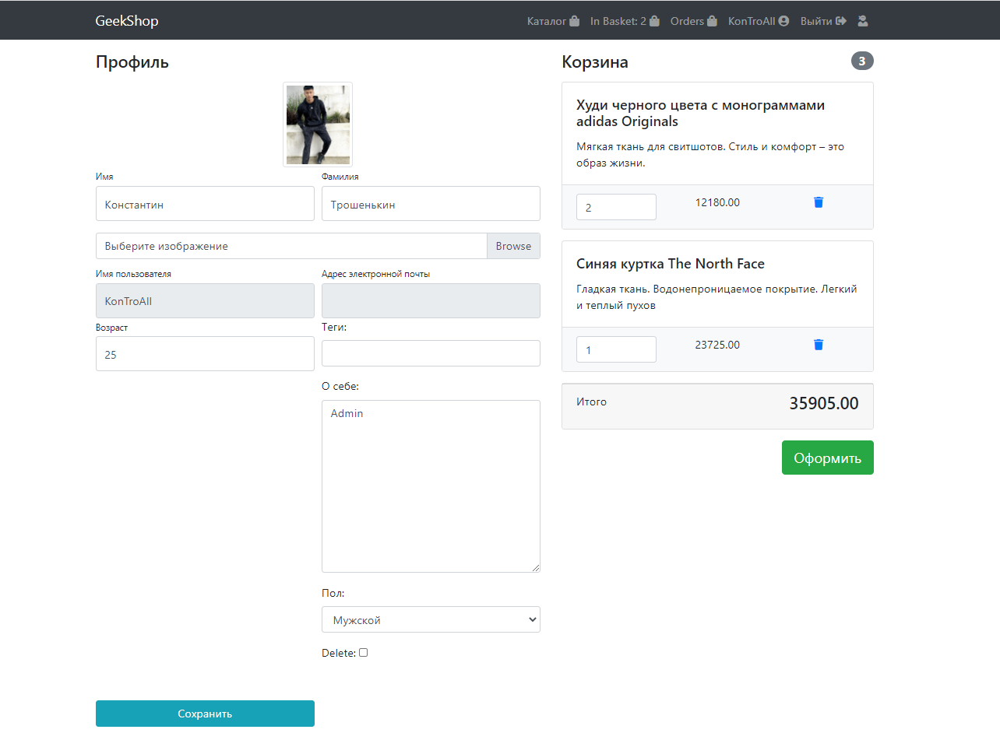 GeekShop
Каталог In Basket: 2 Orders KonTroAll Выйти
Профиль
Имя Фамилия
Константин Трошенькин
Выберите изображение Browse
Имя пользователя Адрес электронной почты
KonTroAll
Возраст Теги:
25
О себе:
Admin
Пол:
Мужской
Delete:
Сохранить
Корзина 3
Худи черного цвета с монограммами
adidas Originals
Мягкая ткань для свитшотов. Стиль и комфорт – это
образ жизни.
2 12180.00
Синяя куртка The North Face
Гладкая ткань. Водонепроницаемое покрытие. Легкий
и теплый пухов
1 23725.00
Итого 35905.00
Оформить